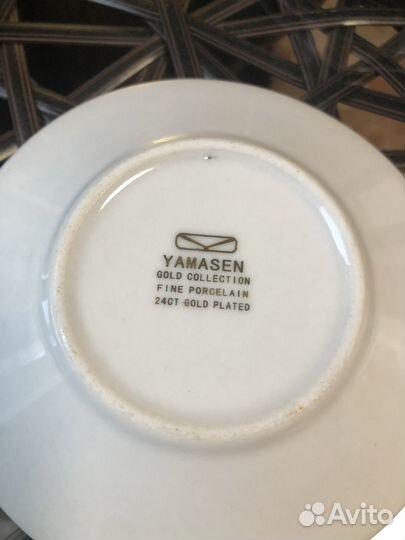 YAMASEN
GOLD COLLECTION
FINE PORCELAIN
24CT GOLD PLATED
Avito